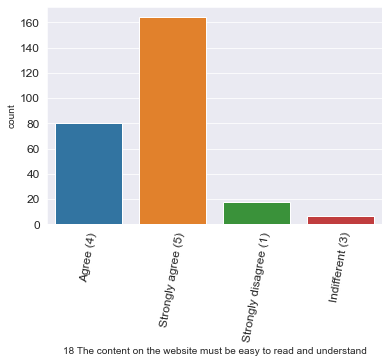 160
140
120
100
80
60
40
20
0
count
Agree (4)
Strongly agree (5)
Strongly disagree (1)
Indifferent (3)
18 The content on the website must be easy to read and understand